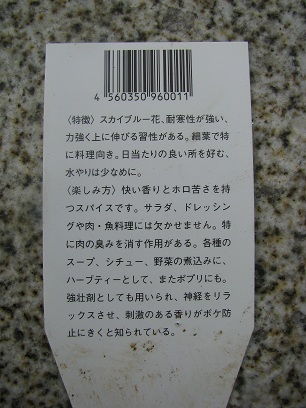 4 560350 960011
〈特徴〉スカイブルー花、耐寒性が強い、
力強く上に伸びる習性がある。細葉で特
に料理向き。日当たりの良い所を好む、
水やりは少なめに。
〈楽しみ方〉快い香りとホロ苦さを持
つスパイスです。サラダ、ドレッシン
グや肉・魚料理には欠かせません。特
に肉の臭みを消す作用がある。各種の
スープ、シチュー、野菜の煮込みに、
ハーブティーとして、またポプリにも。
強壮剤としても用いられ、神経をリラ
ックスさせ、刺激のある香りがボケ防
止にきくと知られている。